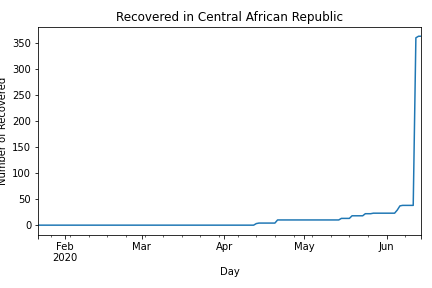 Recovered in Central African Republic
Number of Recovered
350
300
250
200
150
100
50
0
Feb
2020
Mar
Apr
May
Jun
Day